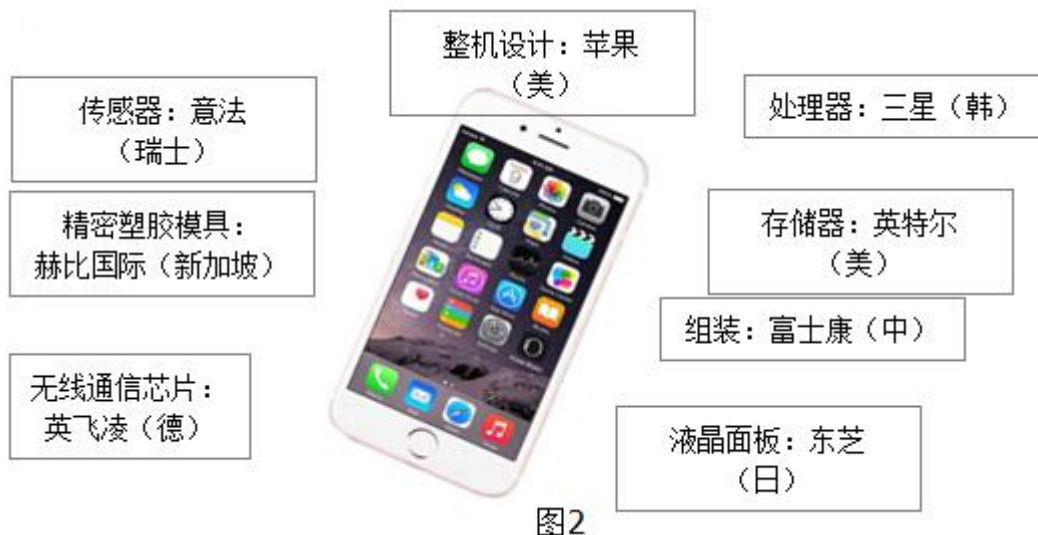 整机设计：苹果
（美）
传感器：意法
（瑞士）
处理器：三星（韩）
精密塑胶模具：
赫比国际（新加坡）
存储器：英特尔
（美）
组装：富士康（中）
无线通信芯片：
英飞凌（德）
液晶面板：东芝
（日）
图2